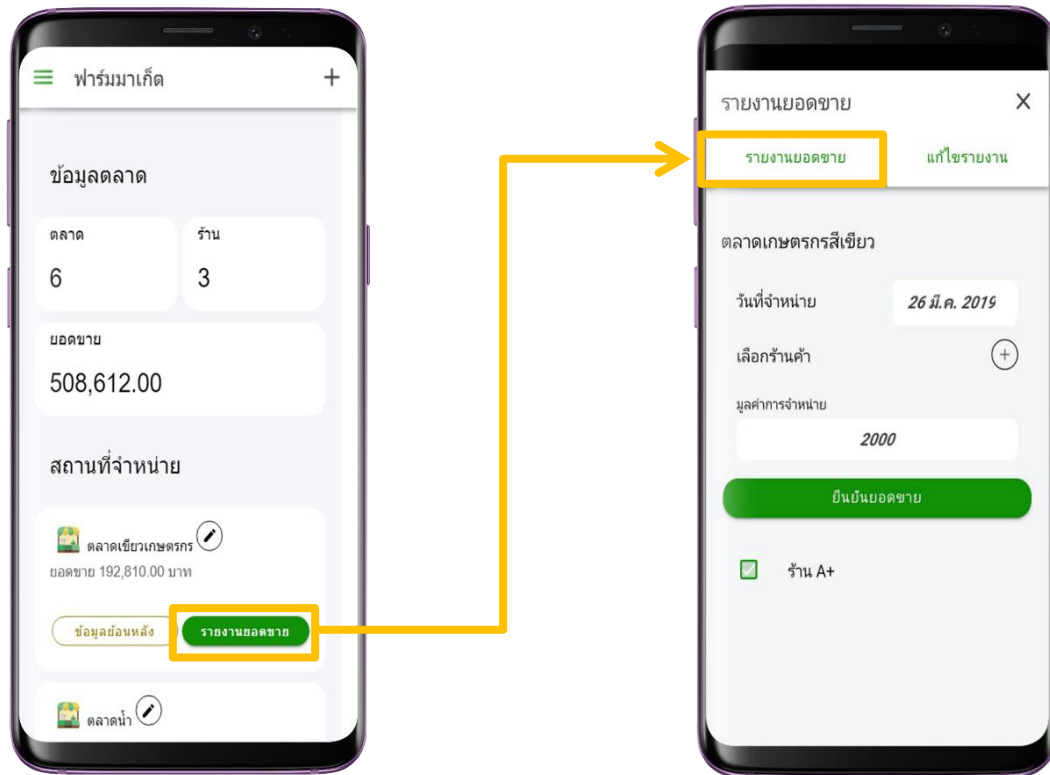 ฟาร์มมาเก็ต +
ข้อมูลตลาด
ตลาด ร้าน
6 3
ยอดขาย
508,612.00
สถานที่จำหน่าย
ตลาดเขียวเกษตรกร
ยอดขาย 192,810.00 บาท
ข้อมูลย้อนหลัง รายงานยอดขาย
ตลาดน้ำ
รายงานยอดขาย X
รายงานยอดขาย แก้ไขรายงาน
ตลาดเกษตรกรสีเขียว
วันที่จำหน่าย 26 มี.ค. 2019
เลือกร้านค้า +
มูลค่าการจำหน่าย
2000
ยืนยันยอดขาย
ร้าน A+